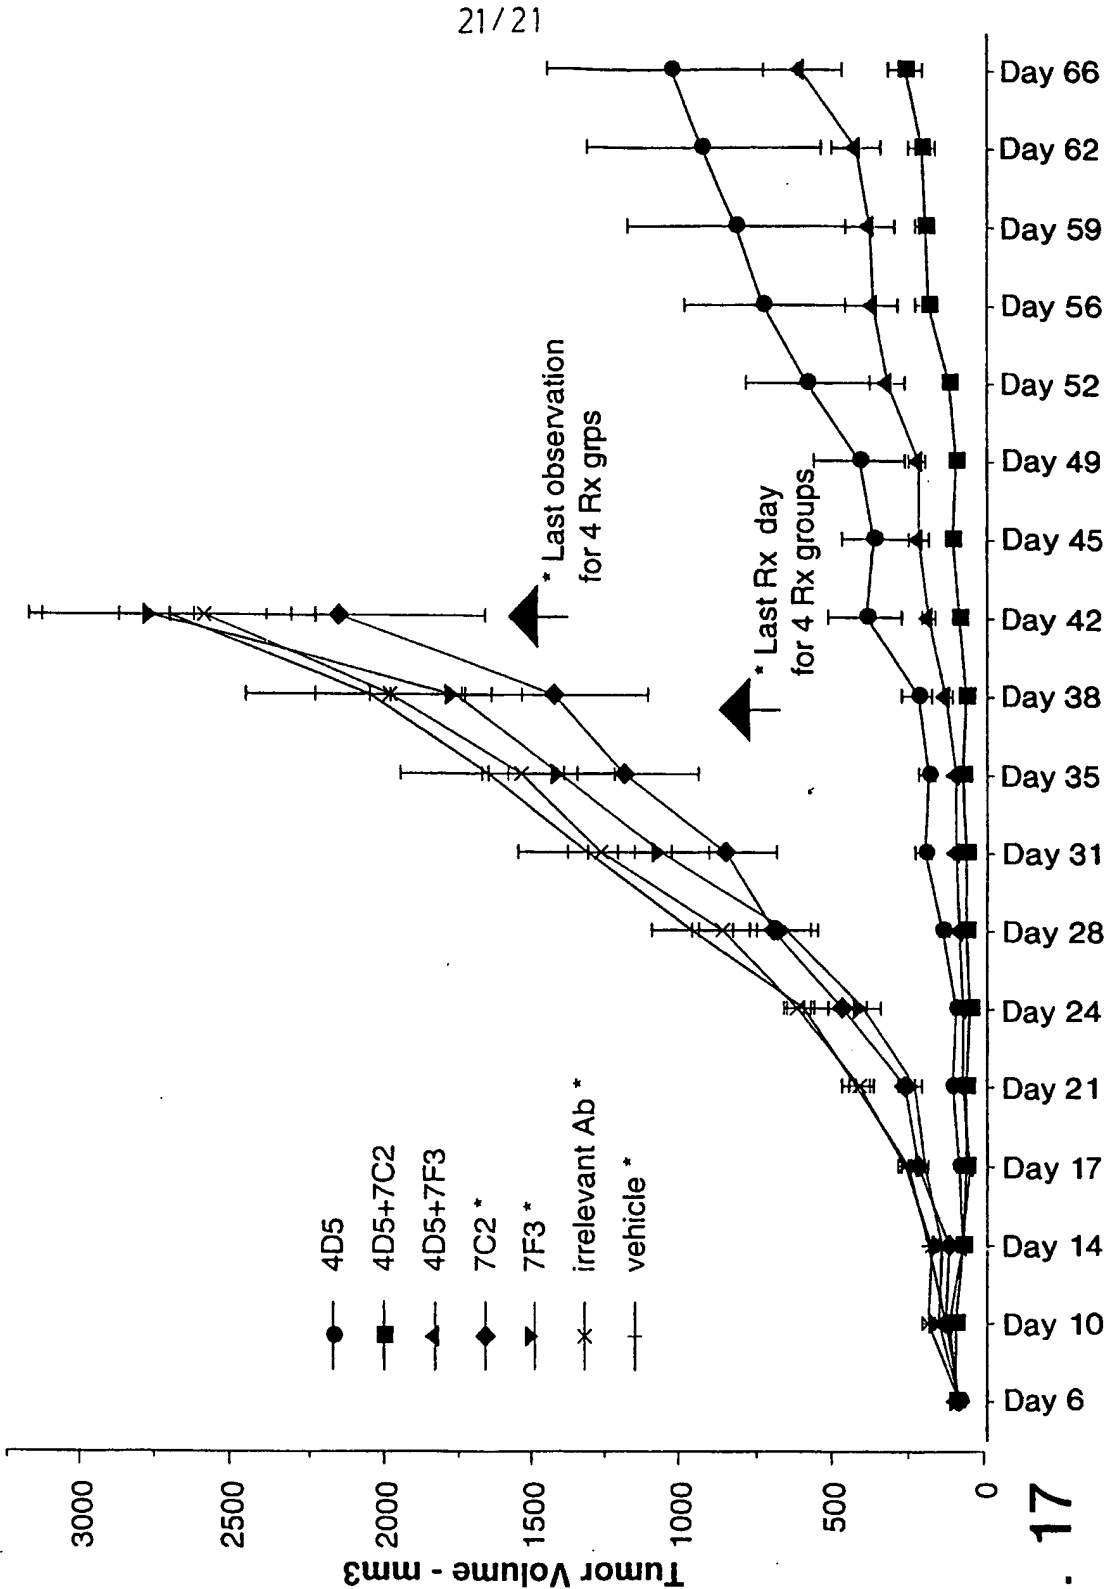 21/21
Tumor Volume - mm3
3000
2500
2000
1500
1000
500
0
4D5
4D5+7C2
4D5+7F3
7C2 *
7F3 *
irrelevant Ab *
vehicle *
* Last observation
for 4 Rx grps
* Last Rx day
for 4 Rx groups
Day 6
Day 10
Day 14
Day 17
Day 21
Day 24
Day 28
Day 31
Day 35
Day 38
Day 42
Day 45
Day 49
Day 52
Day 56
Day 59
Day 62
Day 66
. 17